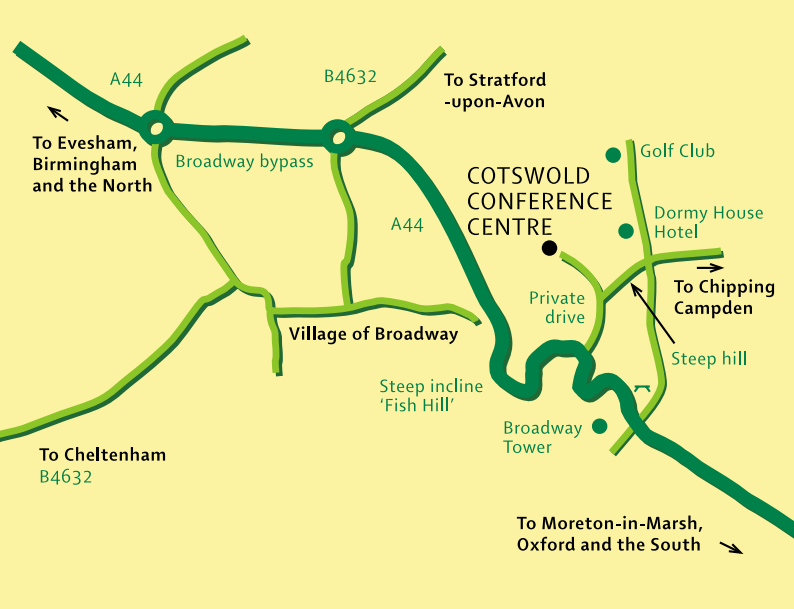 A44
B4632
To Stratford
-upon-Avon
To Evesham,
Birmingham
and the North
Broadway bypass
Golf Club
COTSWOLD
CONFERENCE
CENTRE
Dormy House
Hotel
A44
To Chipping
Campden
Private
drive
Village of Broadway
Steep hill
Steep incline
‘Fish Hill’
Broadway
Tower
To Cheltenham
B4632
To Moreton-in-Marsh,
Oxford and the South